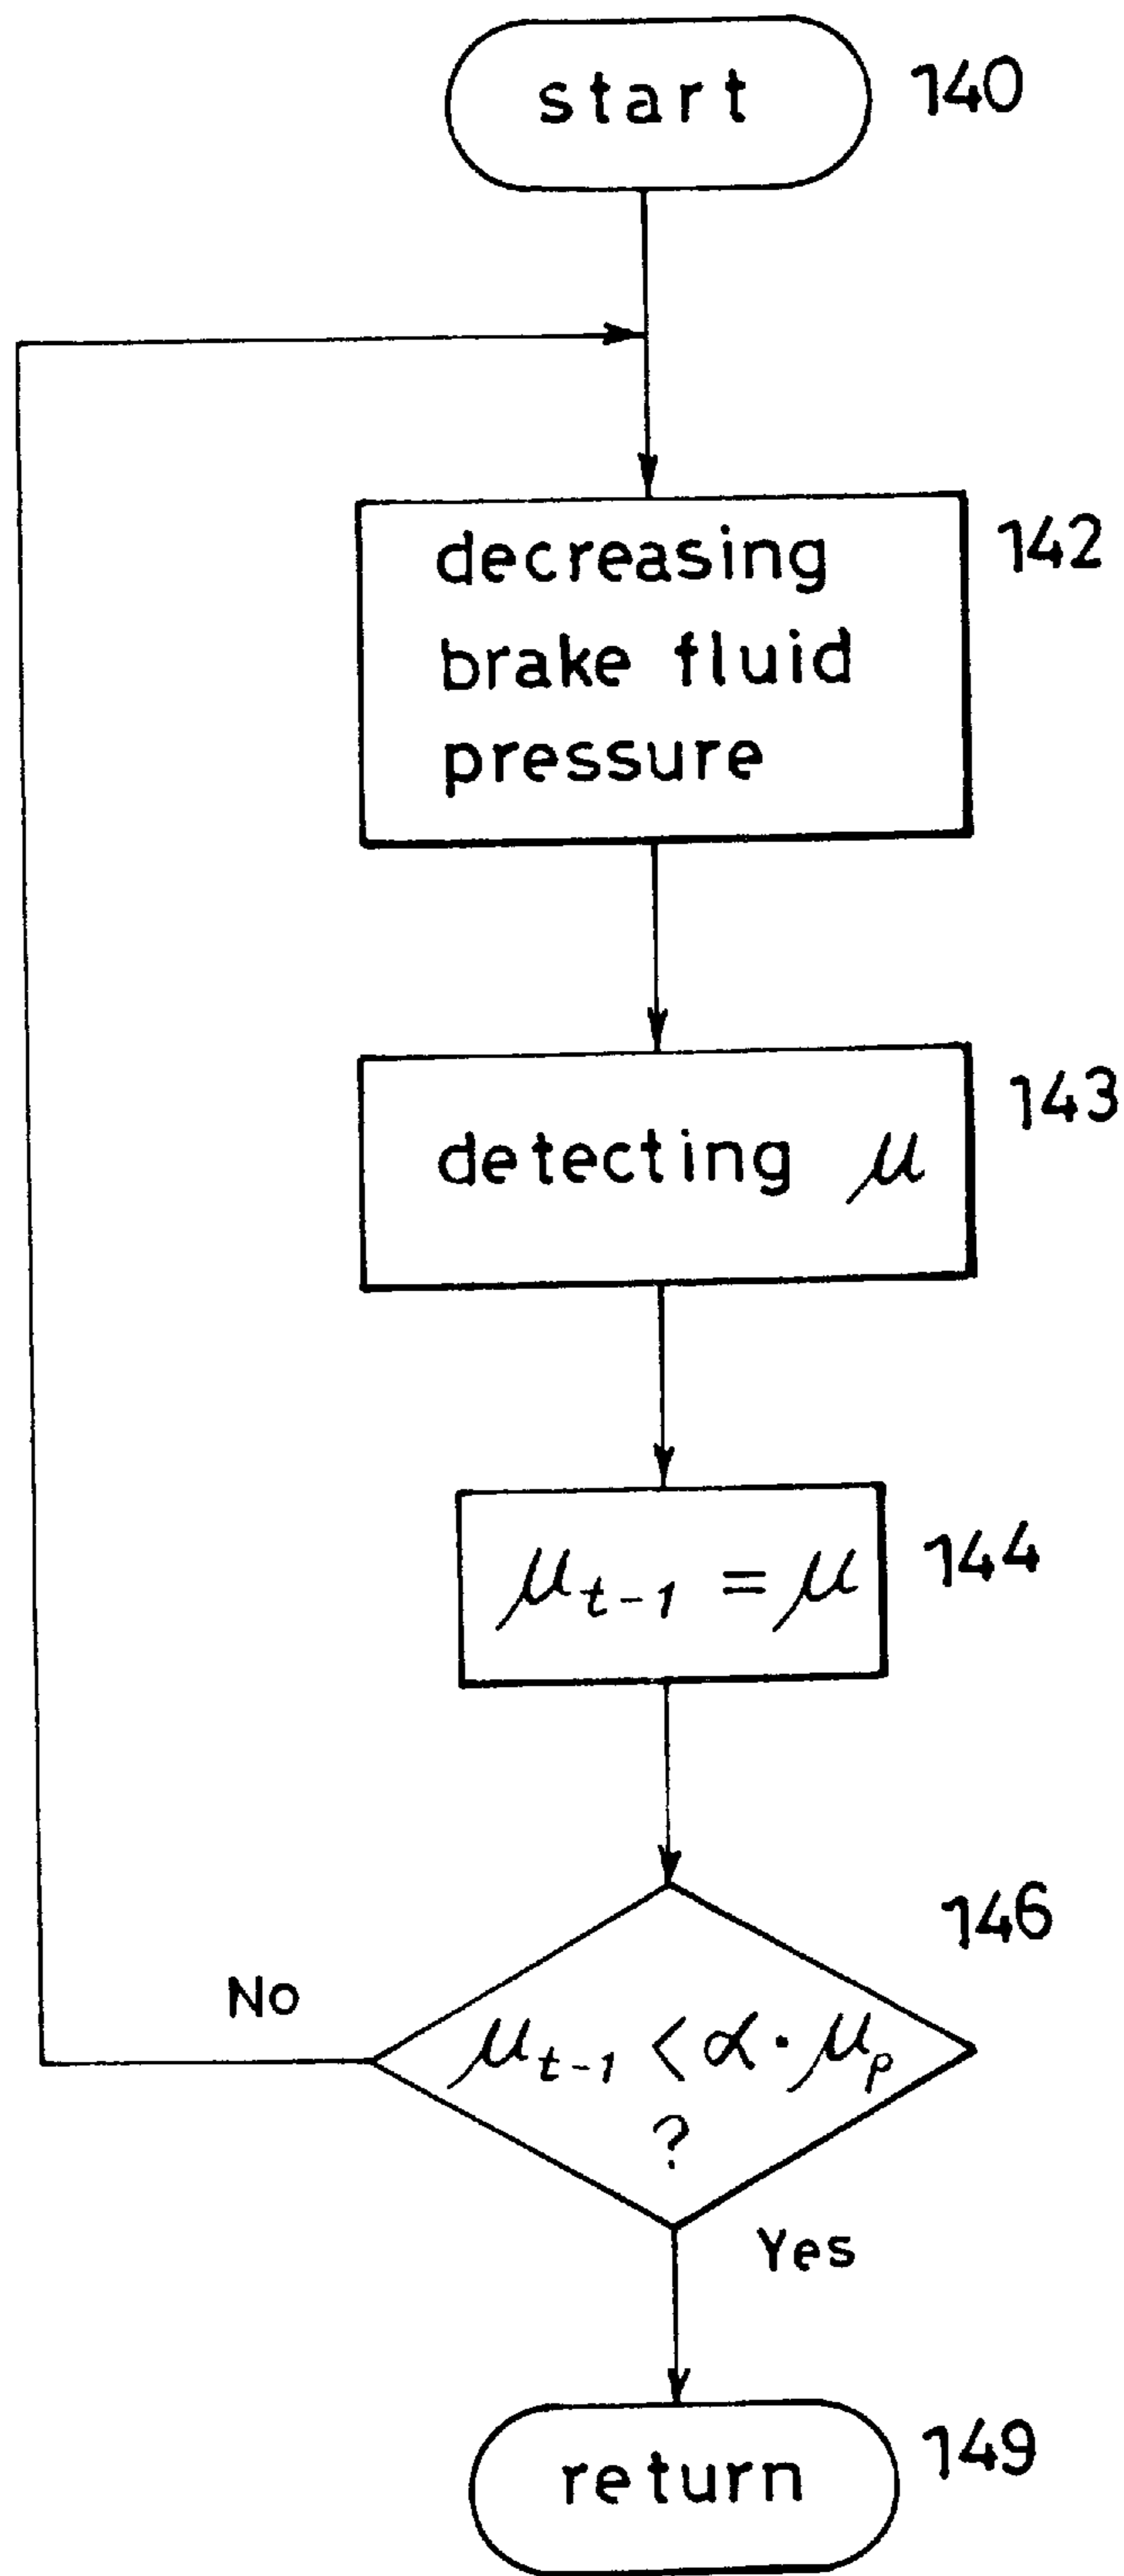 start 140
decreasing 142
brake fluid
pressure
detecting μ 143
μt-1 = μ 144
146
No
μt-1 < α · μp
?
Yes
return 149